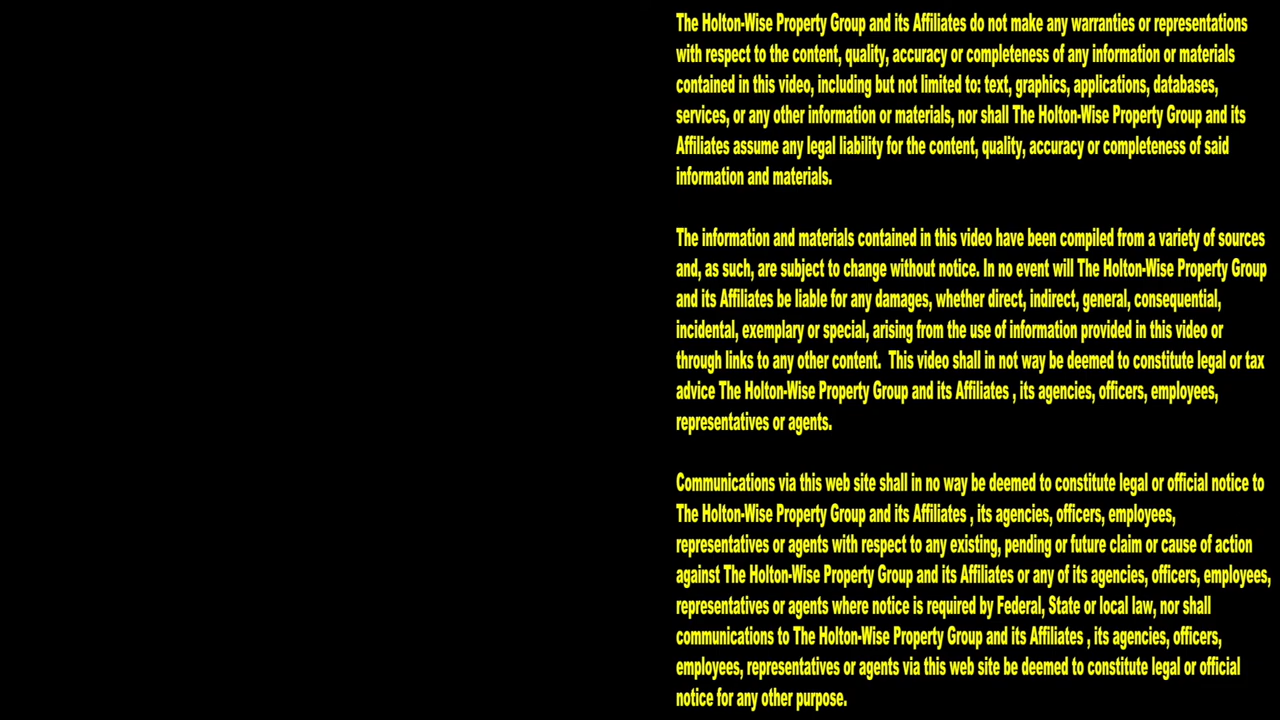 The Holton-Wise Property Group and its Affiliates do not make any warranties or representations
with respect to the content, quality, accuracy or completeness of any information or materials
contained in this video, including but not limited to: text, graphics, applications, databases,
services, or any other information or materials, nor shall The Holton-Wise Property Group and its
Affiliates assume any legal liability for the content, quality, accuracy or completeness of said
information and materials.
The information and materials contained in this video have been compiled from a variety of sources
and, as such, are subject to change without notice. In no event will The Holton-Wise Property Group
and its Affiliates be liable for any damages, whether direct, indirect, general, consequential,
incidental, exemplary or special, arising from the use of information provided in this video or
through links to any other content.  This video shall in not way be deemed to constitute legal or tax
advice The Holton-Wise Property Group and its Affiliates , its agencies, officers, employees,
representatives or agents.
Communications via this web site shall in no way be deemed to constitute legal or official notice to
The Holton-Wise Property Group and its Affiliates , its agencies, officers, employees,
representatives or agents with respect to any existing, pending or future claim or cause of action
against The Holton-Wise Property Group and its Affiliates or any of its agencies, officers, employees,
representatives or agents where notice is required by Federal, State or local law, nor shall
communications to The Holton-Wise Property Group and its Affiliates , its agencies, officers,
employees, representatives or agents via this web site be deemed to constitute legal or official
notice for any other purpose.